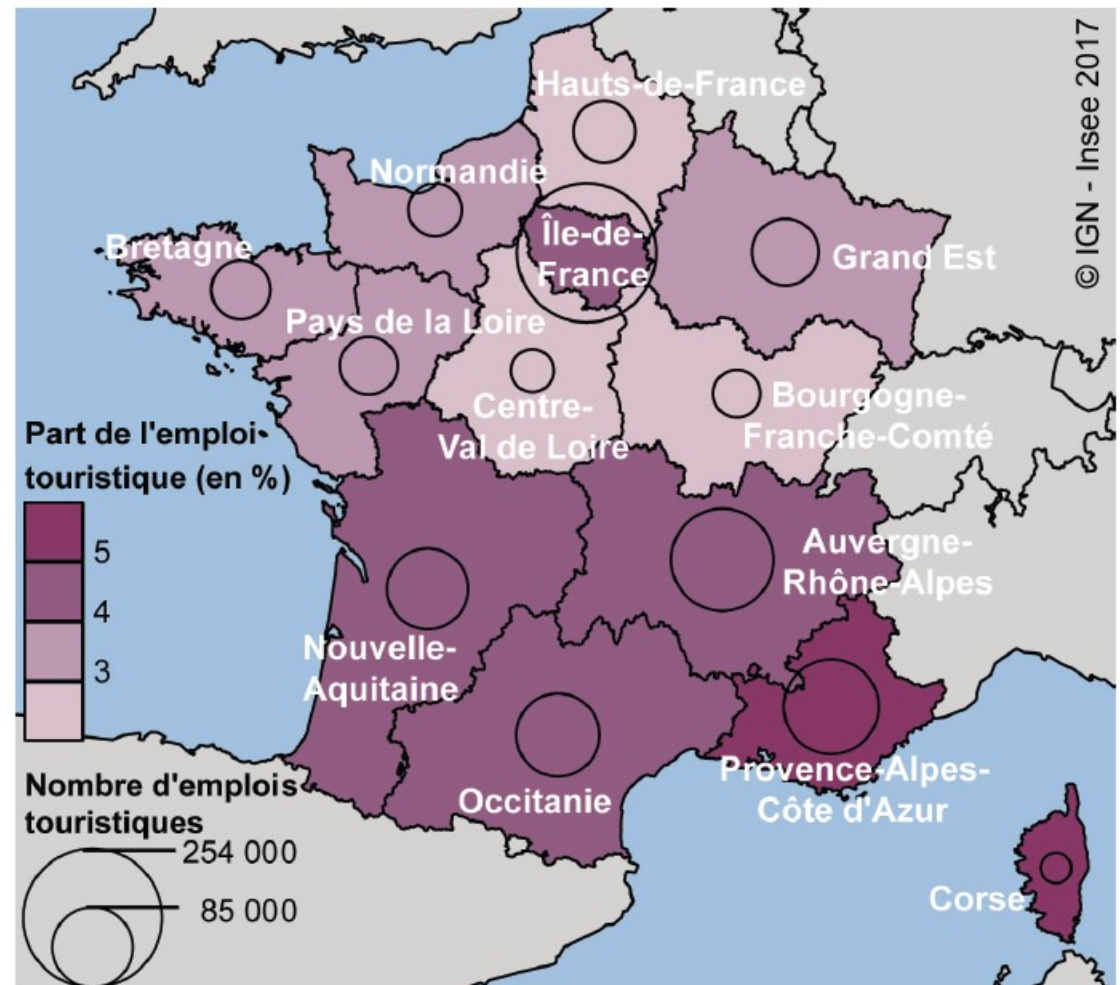 © IGN - Insee 2017
Hauts-de-France
Normandie
Île-de-
France
Bretagne
Grand Est
Pays de la Loire
Centre-
Val de Loire
Bourgogne-
Franche-Comté
Part de l'emploi
touristique (en %)
5
4
3
Auvergne-
Rhône-Alpes
Nouvelle-
Aquitaine
Occitanie
Provence-Alpes-
Côte d'Azur
Corse
Nombre d'emplois
touristiques
254 000
85 000